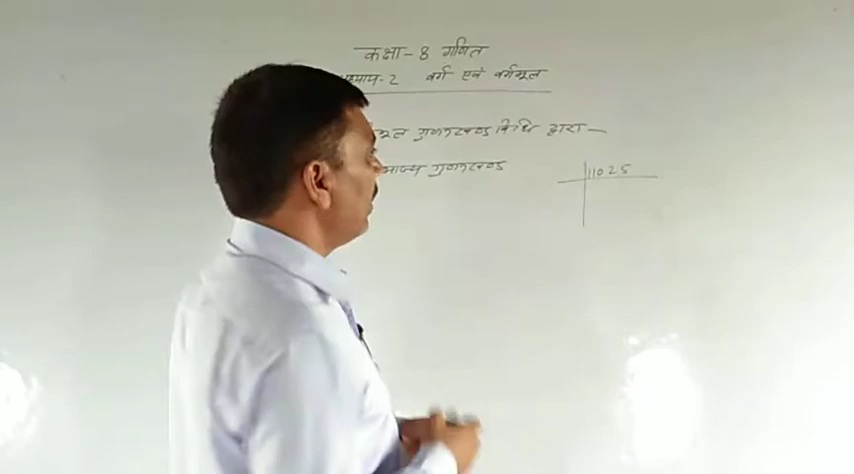 कक्षा - 8 गणित
अध्याय-2 वर्ग एवं वर्गमूल
गुणनखण्ड विधि द्वारा —
गुणनखण्ड
11025